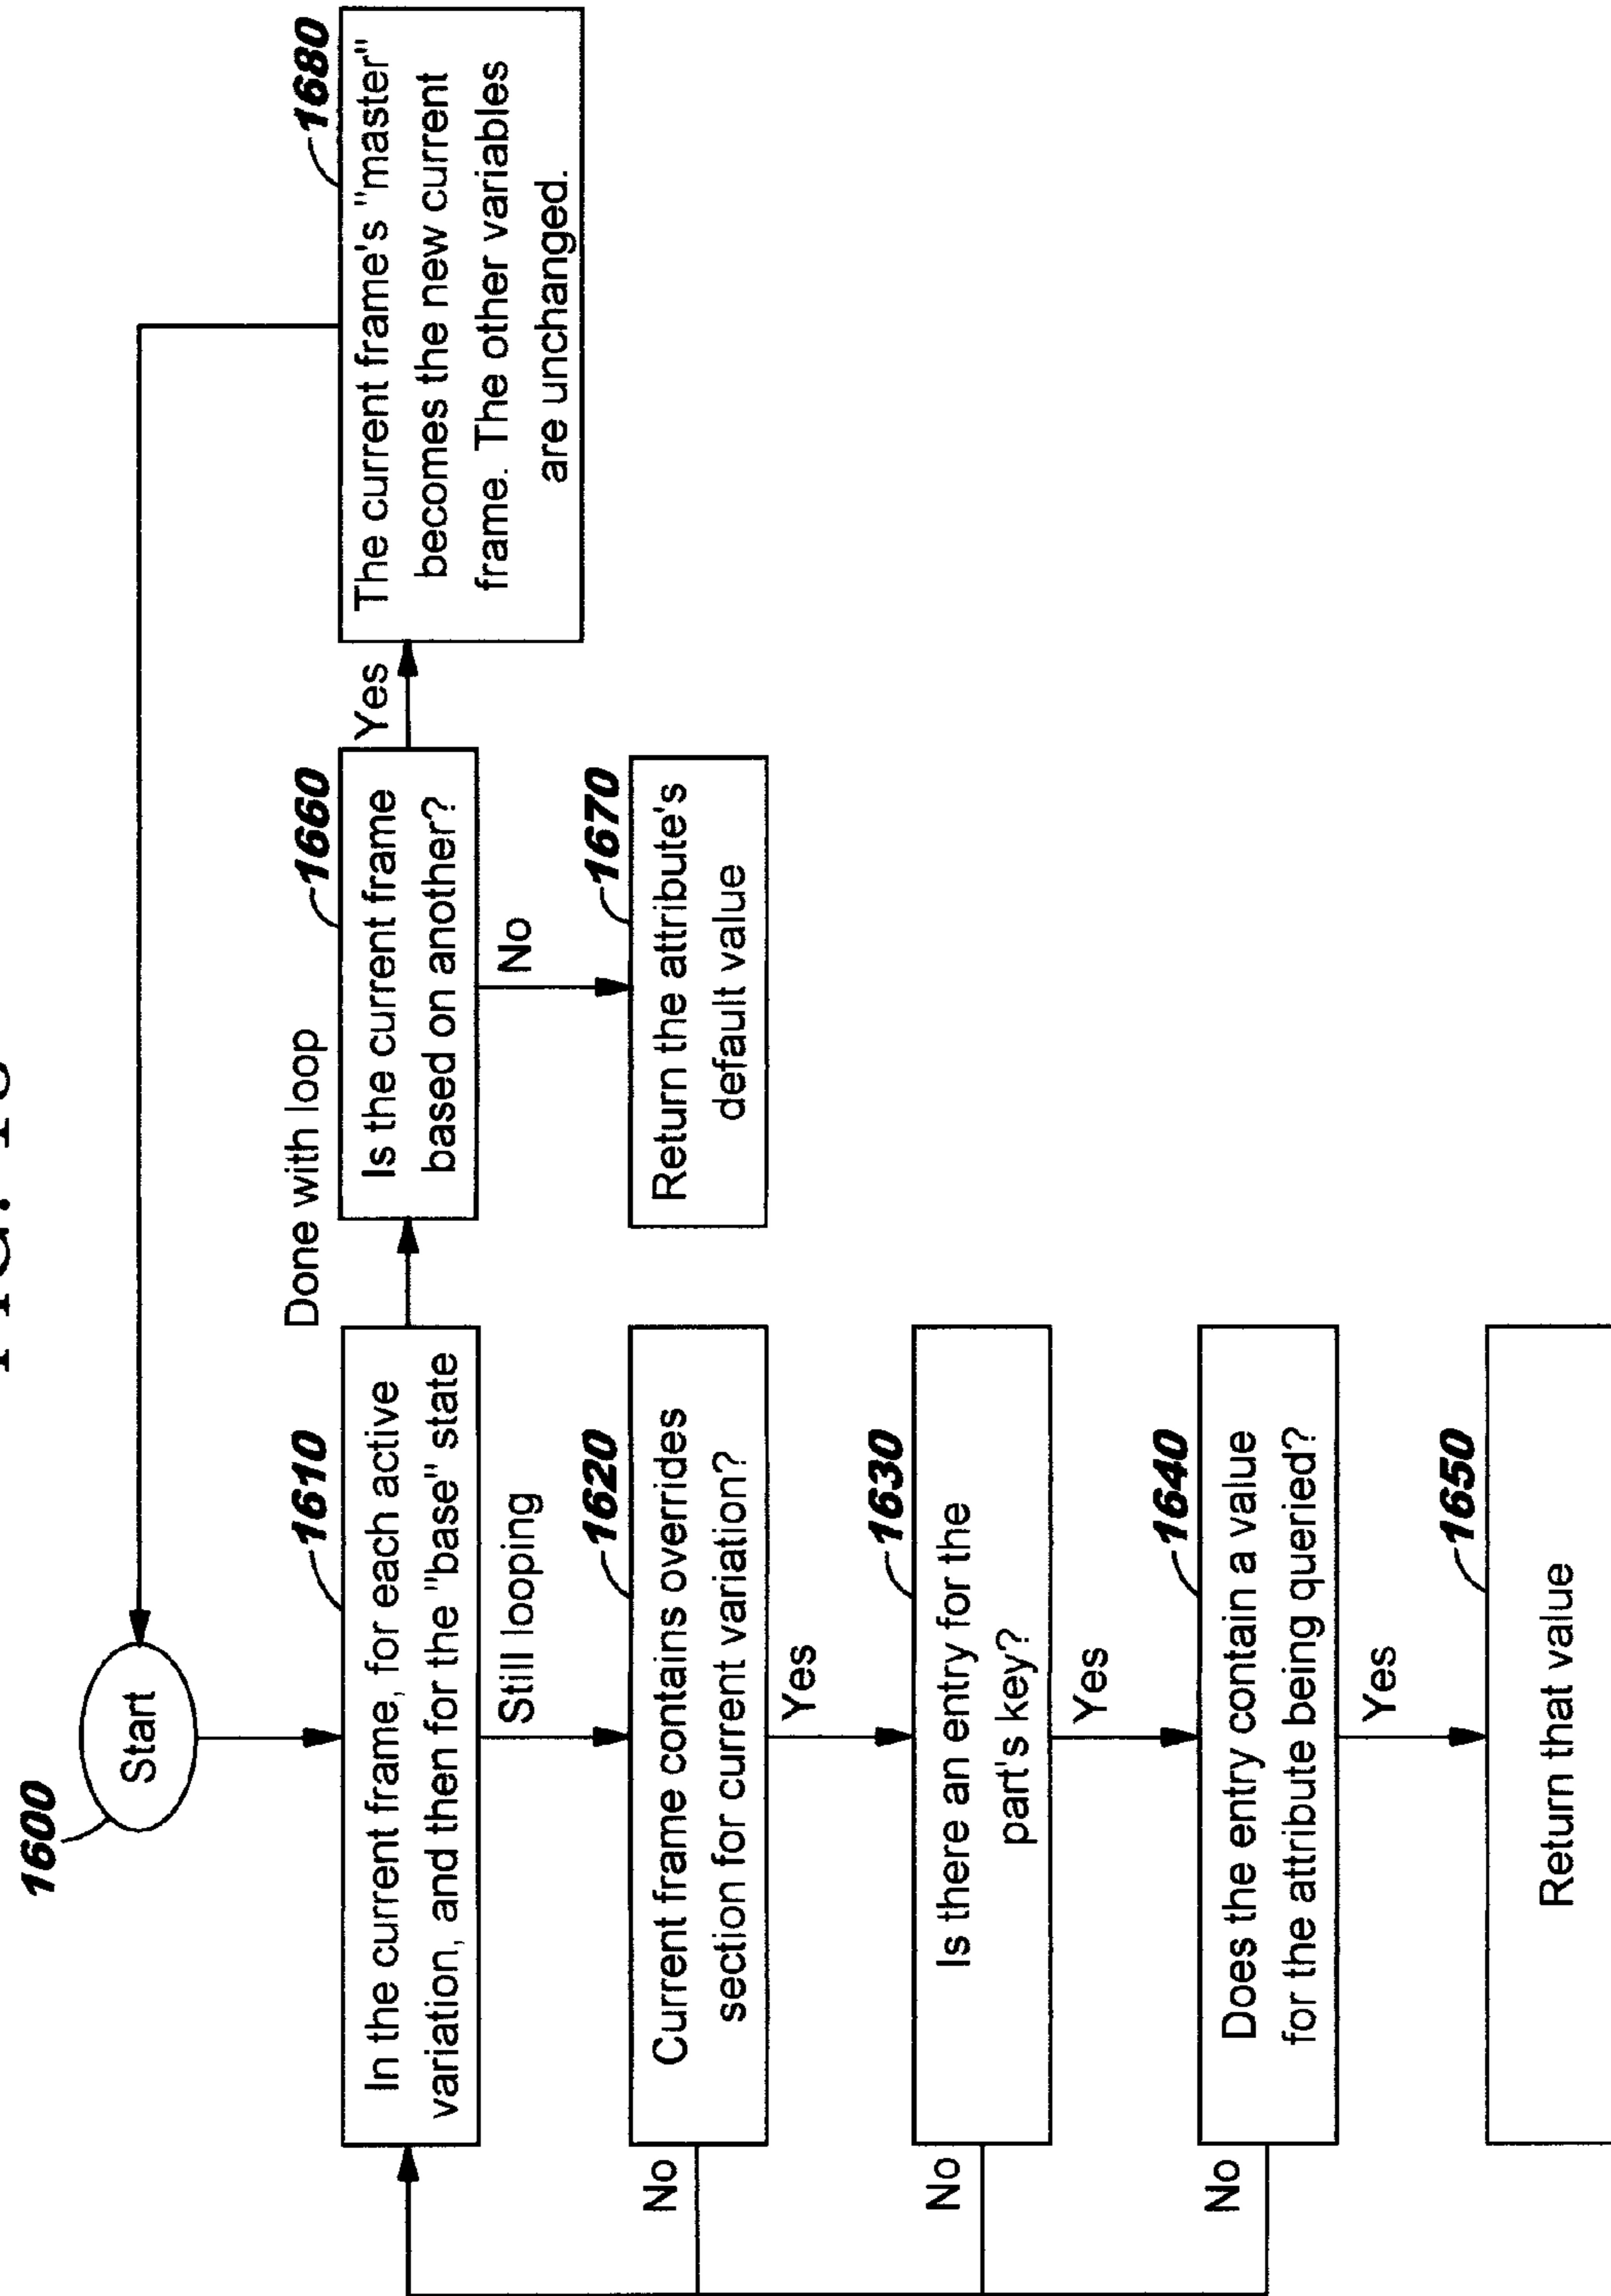 1600
Start
1610
In the current frame, for each active
variation, and then for the "base" state
Still looping
Done with loop
1620
Current frame contains overrides
section for current variation?
No
Yes
1630
Is there an entry for the
part's key?
No
Yes
1640
Does the entry contain a value
for the attribute being queried?
No
Yes
1650
Return that value
1660
Is the current frame
based on another?
Yes
No
1670
Return the attribute's
default value
1680
The current frame's "master"
becomes the new current
frame. The other variables
are unchanged.